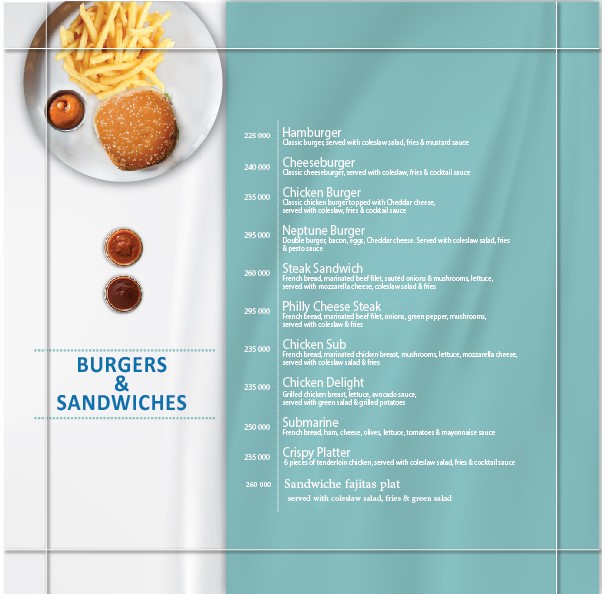 BURGERS
&
SANDWICHES
225 000 Hamburger
Classic burger, served with coleslaw salad, fries & mustard sauce
240 000 Cheeseburger
Classic cheeseburger, served with coleslaw, fries & cocktail sauce
235 000 Chicken Burger
Classic chicken burger topped with Cheddar cheese,
served with coleslaw, fries & cocktail sauce
295 000 Neptune Burger
Double burger, bacon, eggs, Cheddar cheese. Served with coleslaw salad, fries
& pesto sauce
260 000 Steak Sandwich
French bread, marinated beef filet, sautéd onions & mushrooms, lettuce,
served with mozzarella cheese, coleslaw salad & fries
295 000 Philly Cheese Steak
French bread, marinated beef filet, onions, green pepper, mushrooms,
served with coleslaw & fries
235 000 Chicken Sub
French bread, marinated chicken breast, mushrooms, lettuce, mozzarella cheese,
served with coleslaw salad & fries
235 000 Chicken Delight
Grilled chicken breast, lettuce, avocado sauce,
served with green salad & grilled potatoes
250 000 Submarine
French bread, ham, cheese, olives, lettuce, tomatoes & mayonnaise sauce
235 000 Crispy Platter
6 pieces of tenderloin chicken, served with coleslaw salad, fries & cocktail sauce
260 000 Sandwiche fajitas plat
served with coleslaw salad, fries & green salad